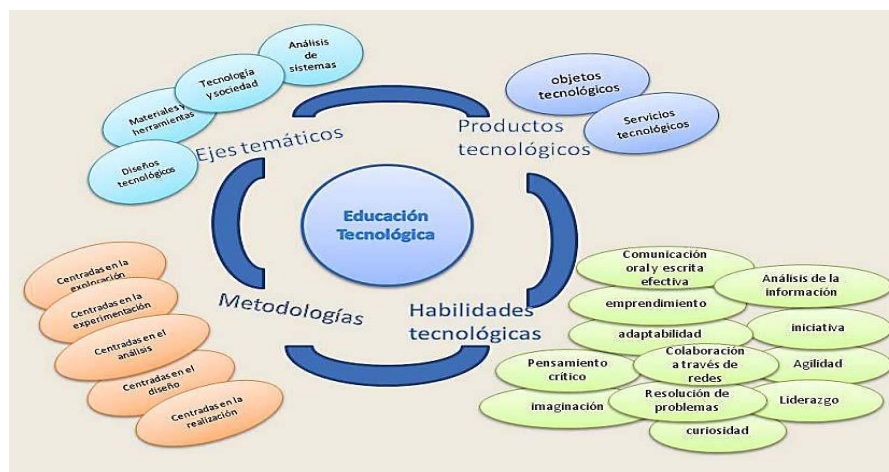 Análisis
de
sistemas
Tecnología
y sociedad
Materiales y
herramientas
Diseños
tecnológicos
Ejes temáticos
objetos
tecnológicos
Servicios
tecnológicos
Productos
tecnológicos
Educación
Tecnológica
Metodologías
Centradas en la
exploración
Centradas en la
experimentación
Centradas en el
análisis
Centradas en el
diseño
Centradas en la
realización
Habilidades
tecnológicas
Comunicación
oral y escrita
efectiva
Análisis de la
información
emprendimiento
iniciativa
adaptabilidad
Pensamiento
crítico
Colaboración
a través de
redes
Agilidad
imaginación
Resolución de
problemas
Liderazgo
curiosidad